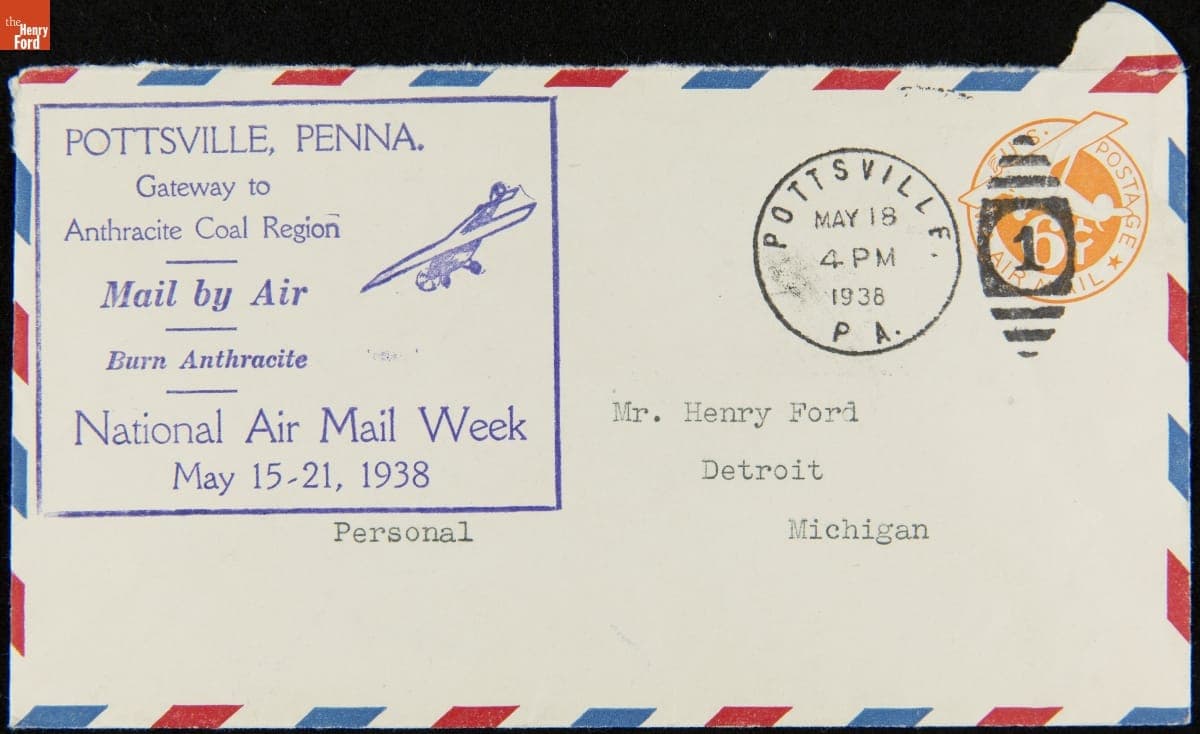 the
Henry
Ford
POTTSVILLE, PENNA.
Gateway to
Anthracite Coal Region
Mail by Air
Burn Anthracite
National Air Mail Week
May 15-21, 1938
POTTSVILLE.
MAY 18
4 PM
1938
PA.
1
U.S. POSTAGE
6¢
AIR MAIL
Mr. Henry Ford
Detroit
Michigan
Personal